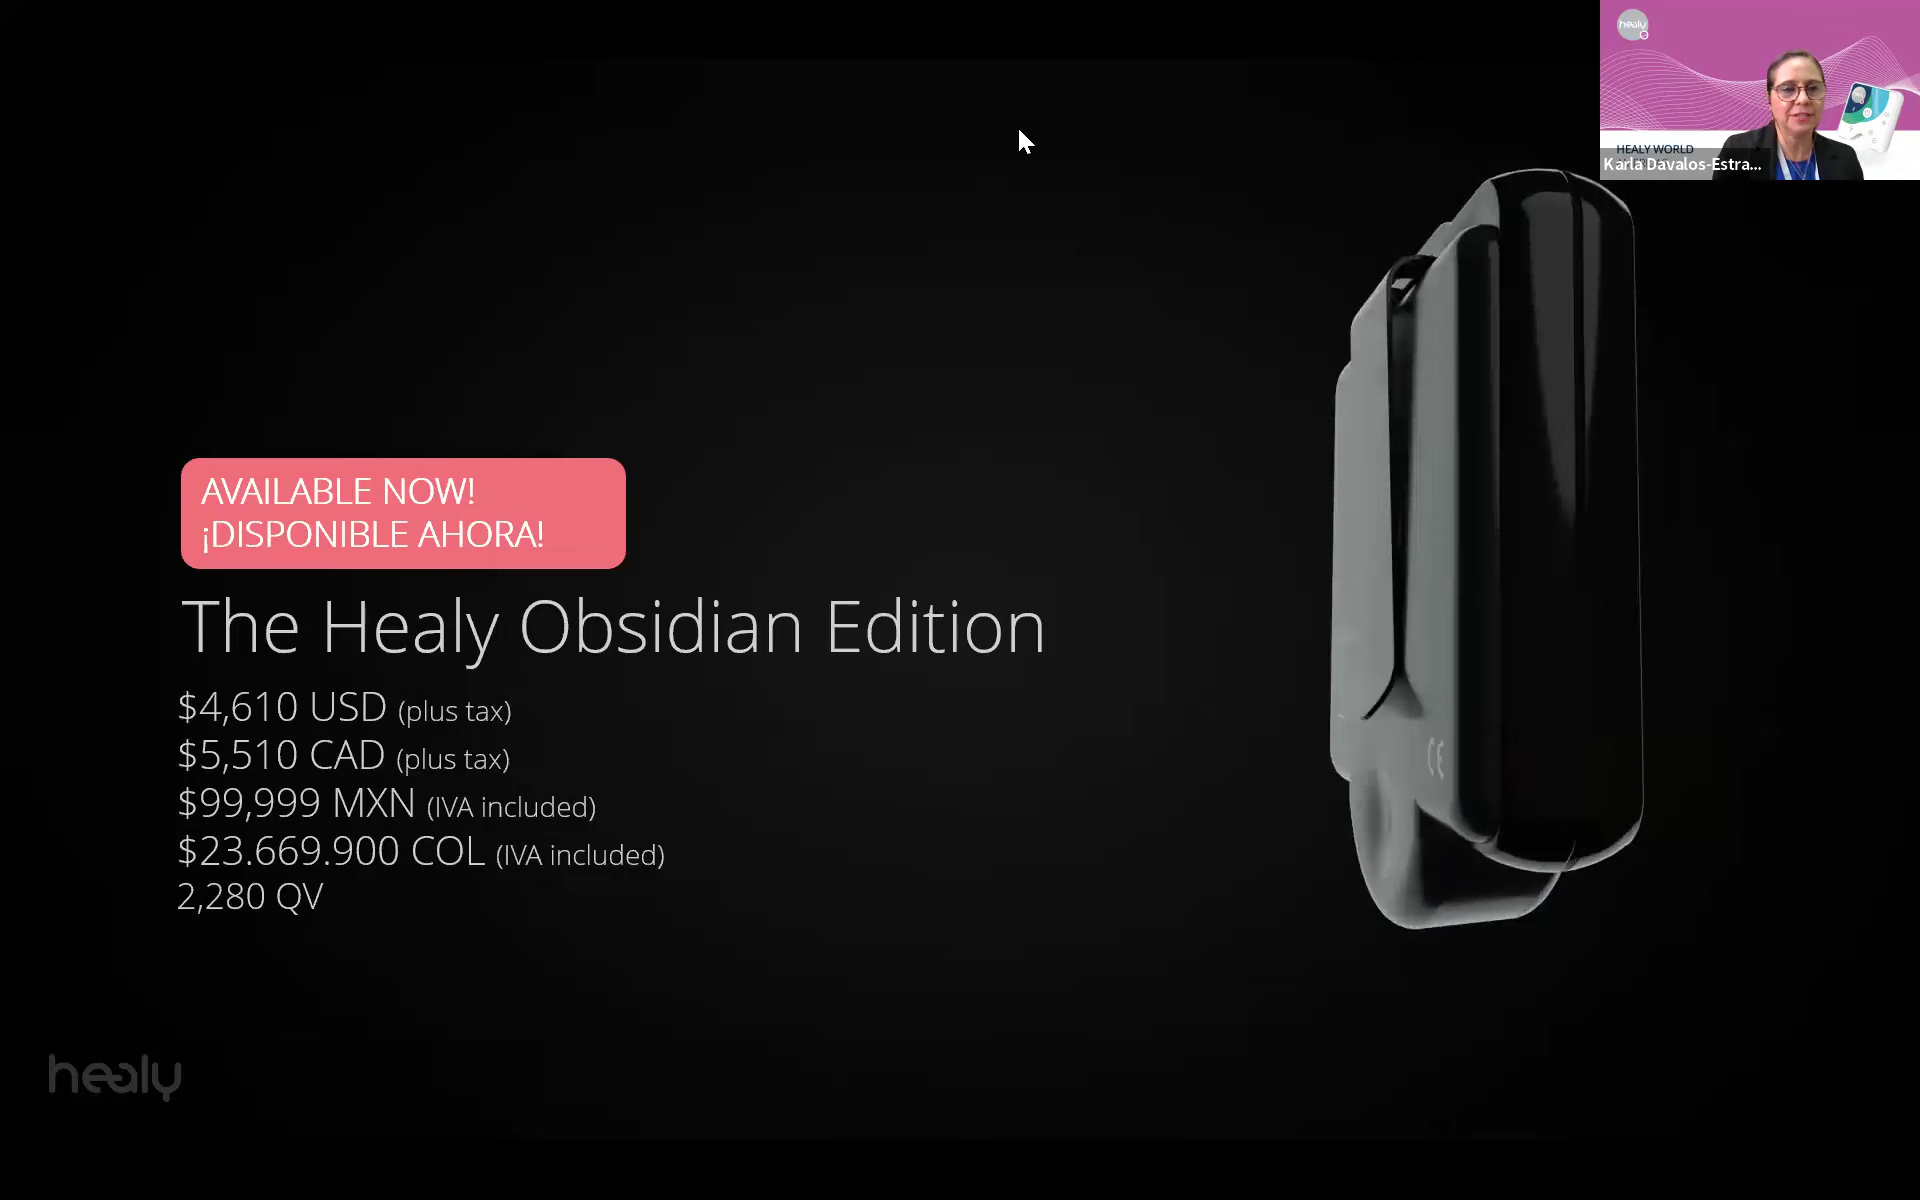 healy
HEALY WORLD
Karla Davalos-Estra...
AVAILABLE NOW!
¡DISPONIBLE AHORA!
The Healy Obsidian Edition
$4,610 USD (plus tax)
$5,510 CAD (plus tax)
$99,999 MXN (IVA included)
$23.669.900 COL (IVA included)
2,280 QV
CE
healy